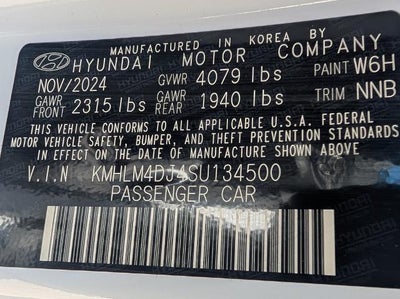 MANUFACTURED IN KOREA BY
HYUNDAI MOTOR COMPANY
NOV/2024 GVWR 4079 lbs PAINT W6H
GAWR FRONT 2315 lbs GAWR REAR 1940 lbs TRIM NNB
THIS VEHICLE CONFORMS TO ALL APPLICABLE U.S.A. FEDERAL
MOTOR VEHICLE SAFETY, BUMPER, AND THEFT PREVENTION STANDARDS
IN EFFECT ON THE DATE OF MANUFACTURE SHOWN ABOVE.
V.I.N KMHLM4DJ4SU134500
PASSENGER CAR